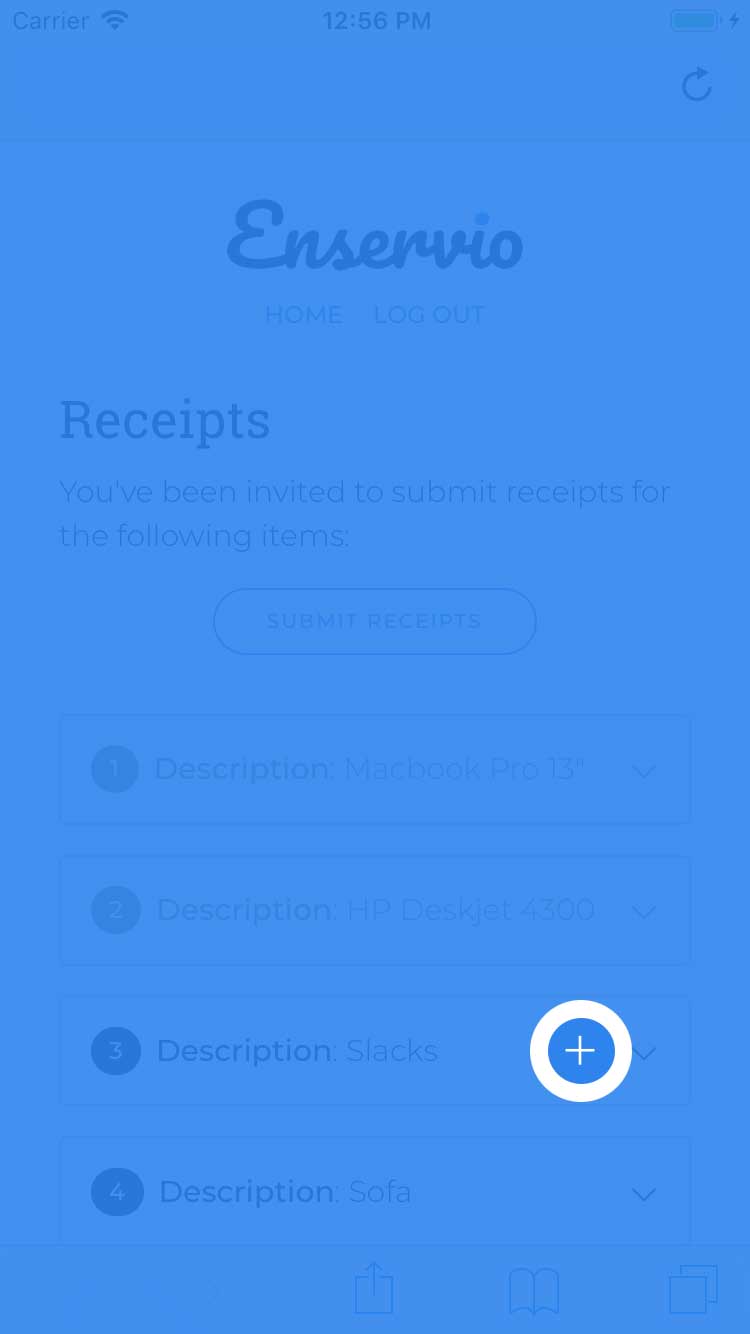 Carrier 12:56 PM
Enservio
HOME LOG OUT
Receipts
You've been invited to submit receipts for
the following items:
SUBMIT RECEIPTS
1 Description: Macbook Pro 13"
2 Description: HP Deskjet 4300
3 Description: Slacks
4 Description: Sofa